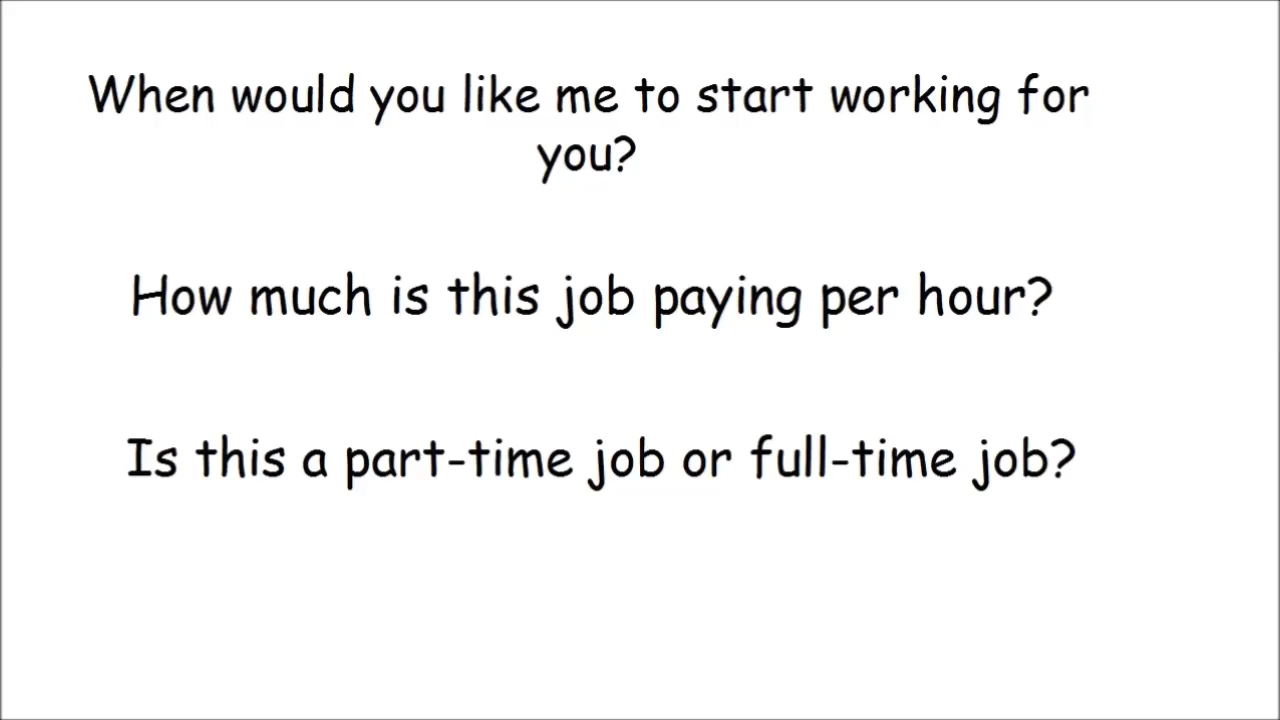 When would you like me to start working for
you?
How much is this job paying per hour?
Is this a part-time job or full-time job?